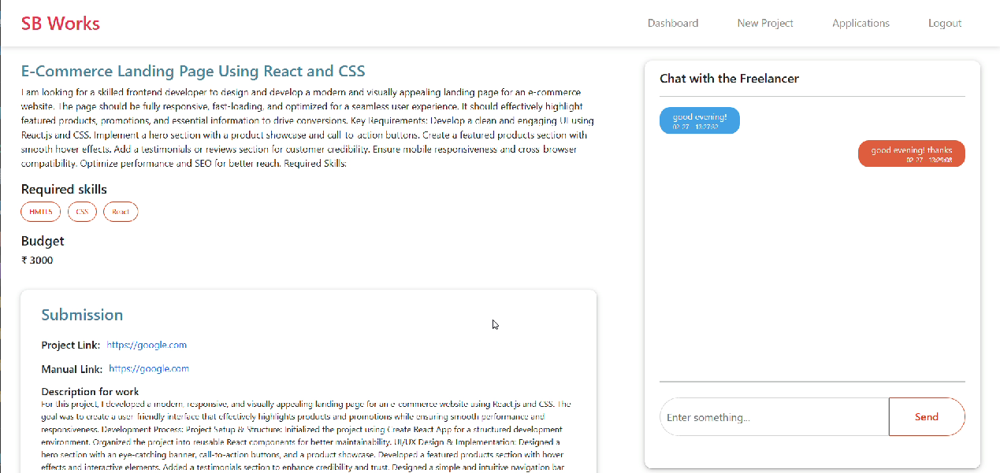 SB Works
Dashboard
New Project
Applications
Logout
E-Commerce Landing Page Using React and CSS
I am looking for a skilled frontend developer to design and develop a modern and visually appealing landing page for an e-commerce
website. The page should be fully responsive, fast-loading, and optimized for a seamless user experience. It should effectively highlight
featured products, promotions, and essential information to drive conversions. Key Requirements: Develop a clean and engaging UI using
React.js and CSS. Implement a hero section with a product showcase and call-to-action buttons. Create a featured products section with
smooth hover effects. Add a testimonials or reviews section for customer credibility. Ensure mobile responsiveness and cross-browser
compatibility. Optimize performance and SEO for better reach. Required Skills:
Required skills
HMTL5
CSS
React
Budget
₹ 3000
Submission
Project Link: https://google.com
Manual Link: https://google.com
Description for work
For this project, I developed a modern, responsive, and visually appealing landing page for an e-commerce website using React.js and CSS. The
goal was to create a user-friendly interface that effectively highlights products and promotions while ensuring smooth performance and
responsiveness. Development Process: Project Setup & Structure: Initialized the project using Create React App for a structured development
environment. Organized the project into reusable React components for better maintainability. UI/UX Design & Implementation: Designed a
hero section with an eye-catching banner, call-to-action buttons, and a product showcase. Developed a featured products section with hover
effects and interactive elements. Added a testimonials section to enhance credibility and trust. Designed a simple and intuitive navigation bar
Chat with the Freelancer
good evening!
02-27 13:27:32
good evening! thanks
02-27 13:29:08
Enter something...
Send